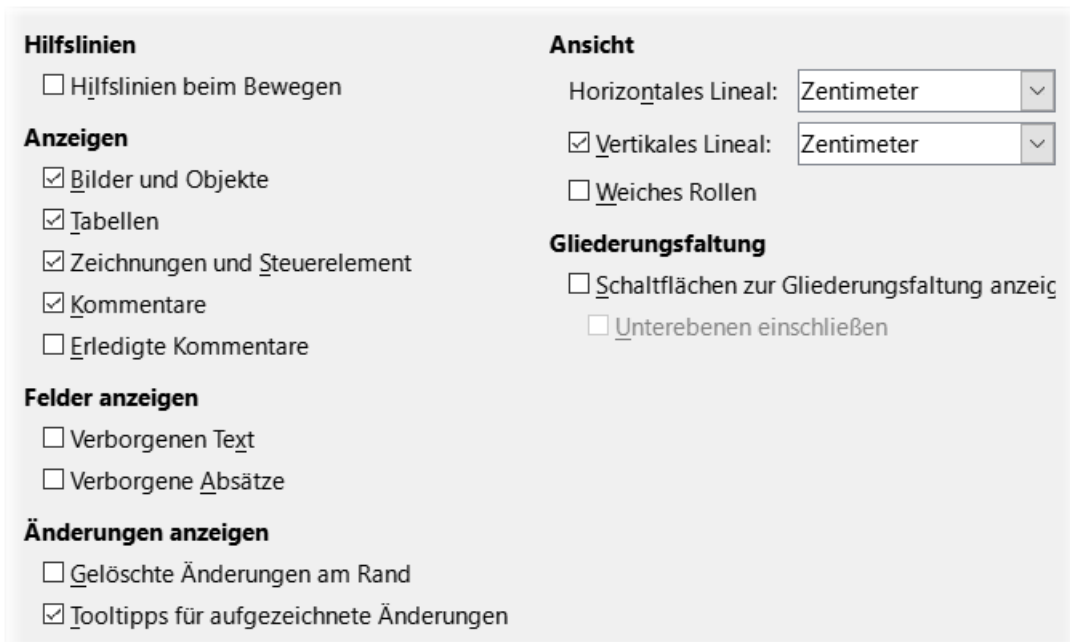 Hilfslinien
Hilfslinien beim Bewegen
Anzeigen
Bilder und Objekte
Tabellen
Zeichnungen und Steuerelement
Kommentare
Erledigte Kommentare
Felder anzeigen
Verborgenen Text
Verborgene Absätze
Änderungen anzeigen
Gelöschte Änderungen am Rand
Tooltipps für aufgezeichnete Änderungen
Ansicht
Horizontales Lineal: Zentimeter
Vertikales Lineal: Zentimeter
Weiches Rollen
Gliederungsfaltung
Schaltflächen zur Gliederungsfaltung anzeig
Unterebenen einschließen